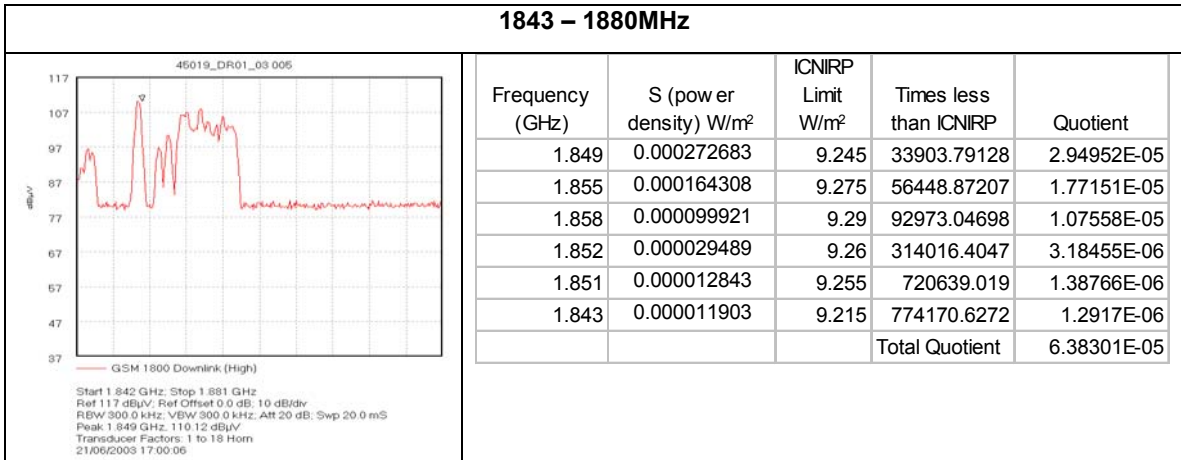 1843 – 1880MHz
45019_DR01_03 005
117
107
97
87
77
67
57
47
37
dBµV
GSM 1800 Downlink (High)
Start 1.842 GHz; Stop 1.881 GHz
Ref 117 dBµV; Ref Offset 0.0 dB; 10 dB/div
RBW 300.0 kHz; VBW 300.0 kHz; Att 20 dB; Swp 20.0 mS
Peak 1.849 GHz, 110.12 dBµV
Transducer Factors: 1 to 18 Horn
21/06/2003 17:00:06
Frequency (GHz) S (power density) W/m² ICNIRP Limit W/m² Times less than ICNIRP Quotient
1.849 0.000272683 9.245 33903.79128 2.94952E-05
1.855 0.000164308 9.275 56448.87207 1.77151E-05
1.858 0.000099921 9.29 92973.04698 1.07558E-05
1.852 0.000029489 9.26 314016.4047 3.18455E-06
1.851 0.000012843 9.255 720639.019 1.38766E-06
1.843 0.000011903 9.215 774170.6272 1.2917E-06
Total Quotient 6.38301E-05